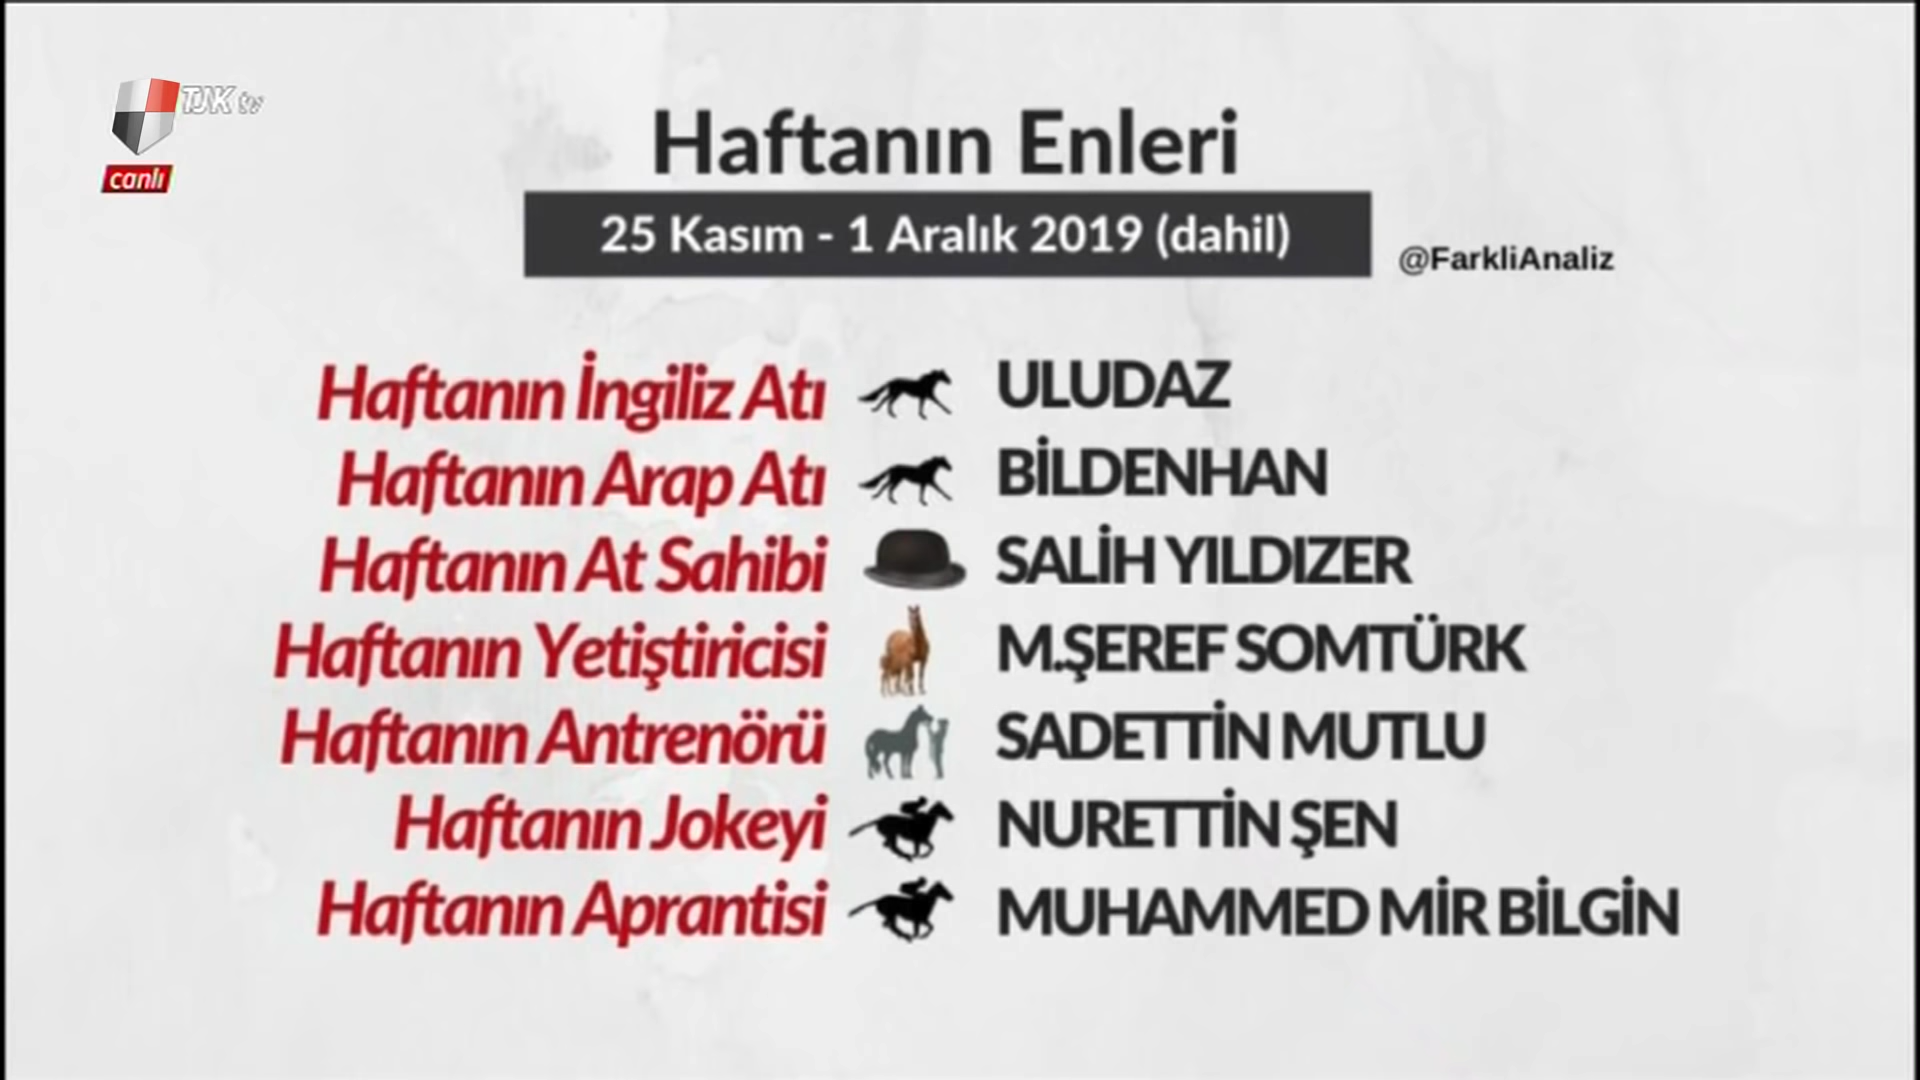 TJK tv
canlı
Haftanın Enleri
25 Kasım - 1 Aralık 2019 (dahil)
@FarkliAnaliz
Haftanın İngiliz Atı ULUDAZ
Haftanın Arap Atı BİLDENHAN
Haftanın At Sahibi SALİH YILDIZER
Haftanın Yetiştiricisi M.ŞEREF SOMTÜRK
Haftanın Antrenörü SADETTİN MUTLU
Haftanın Jokeyi NURETTİN ŞEN
Haftanın Aprantisi MUHAMMED MİR BİLGİN